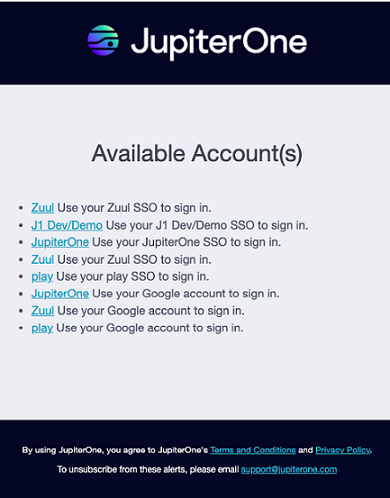 JupiterOne
Available Account(s)
Zuul Use your Zuul SSO to sign in.
J1 Dev/Demo Use your J1 Dev/Demo SSO to sign in.
JupiterOne Use your JupiterOne SSO to sign in.
Zuul Use your Zuul SSO to sign in.
play Use your play SSO to sign in.
JupiterOne Use your Google account to sign in.
Zuul Use your Google account to sign in.
play Use your Google account to sign in.
By using JupiterOne, you agree to JupiterOne's Terms and Conditions and Privacy Policy.
To unsubscribe from these alerts, please email support@jupiterone.com